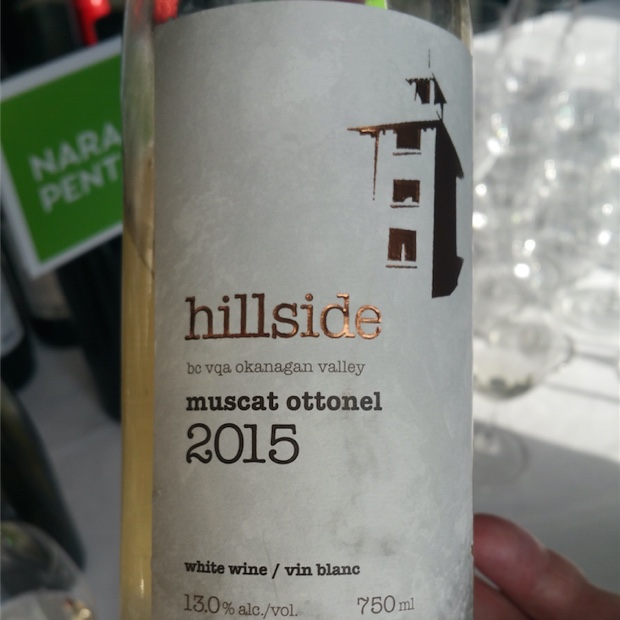 NARA
PENT
hillside
bc vqa okanagan valley
muscat ottonel
2015
white wine / vin blanc
13.0% alc./vol. 750 ml